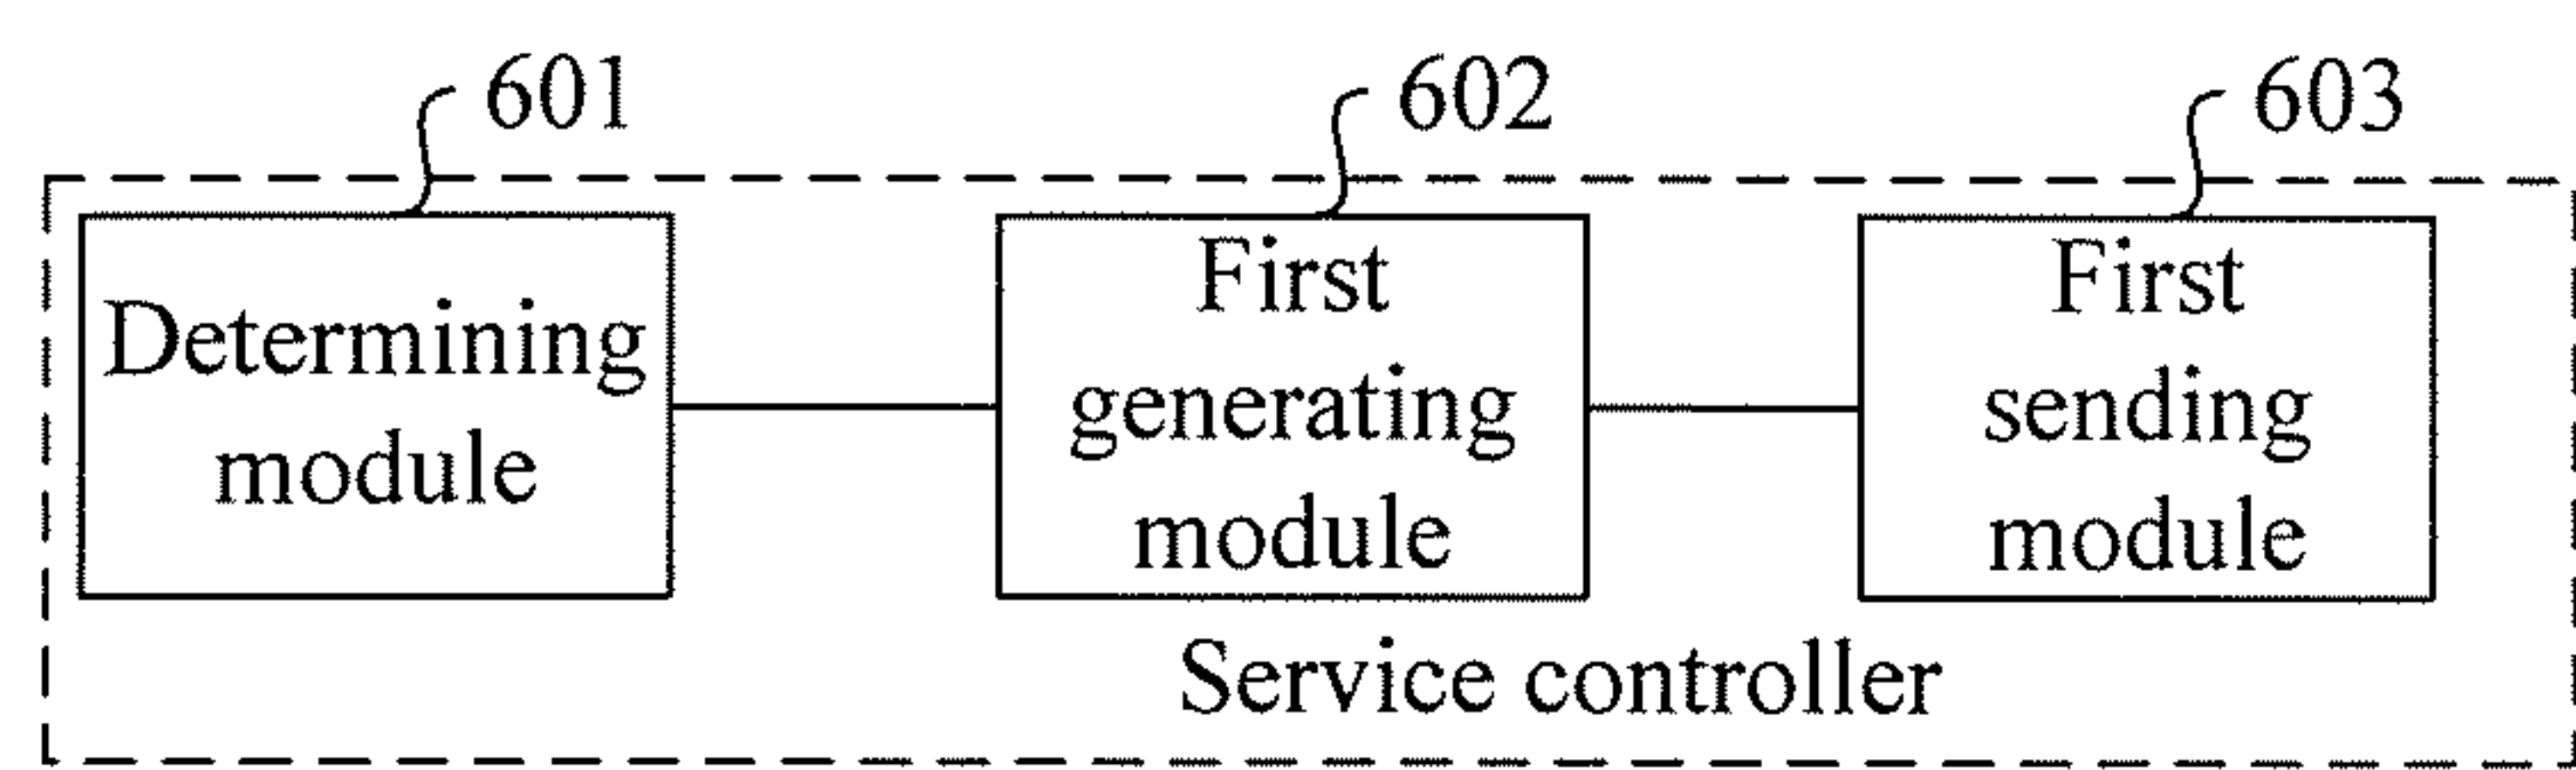 601
602
603
Determining
module
First
generating
module
First
sending
module
Service controller